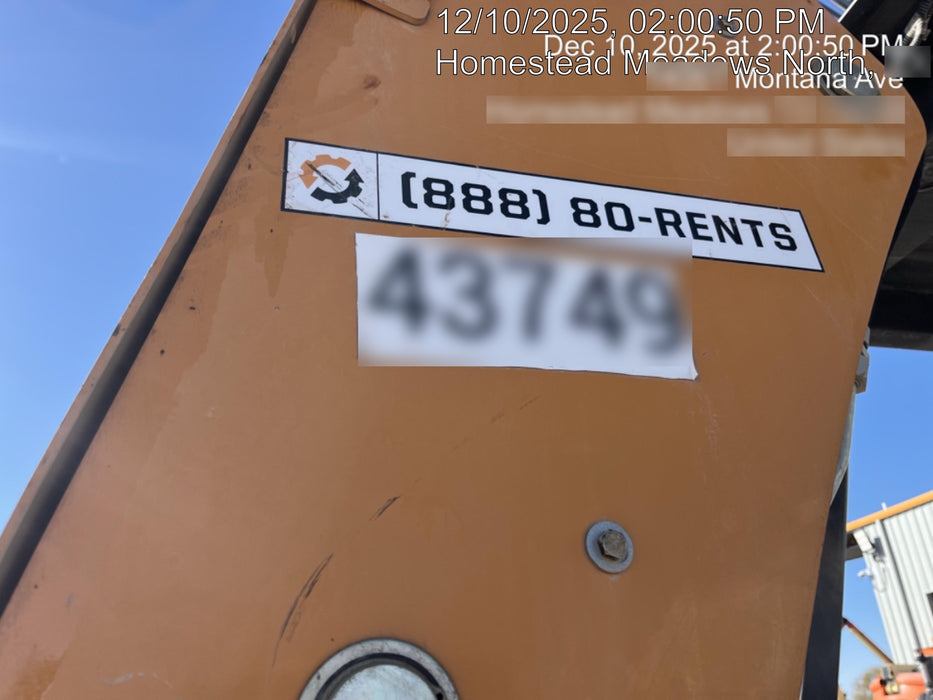 12/10/2025, 02:00:50 PM
Dec 10, 2025 at 2:00:50 PM
Homestead Meadows North,
Montana Ave
(888) 80-RENTS
43749